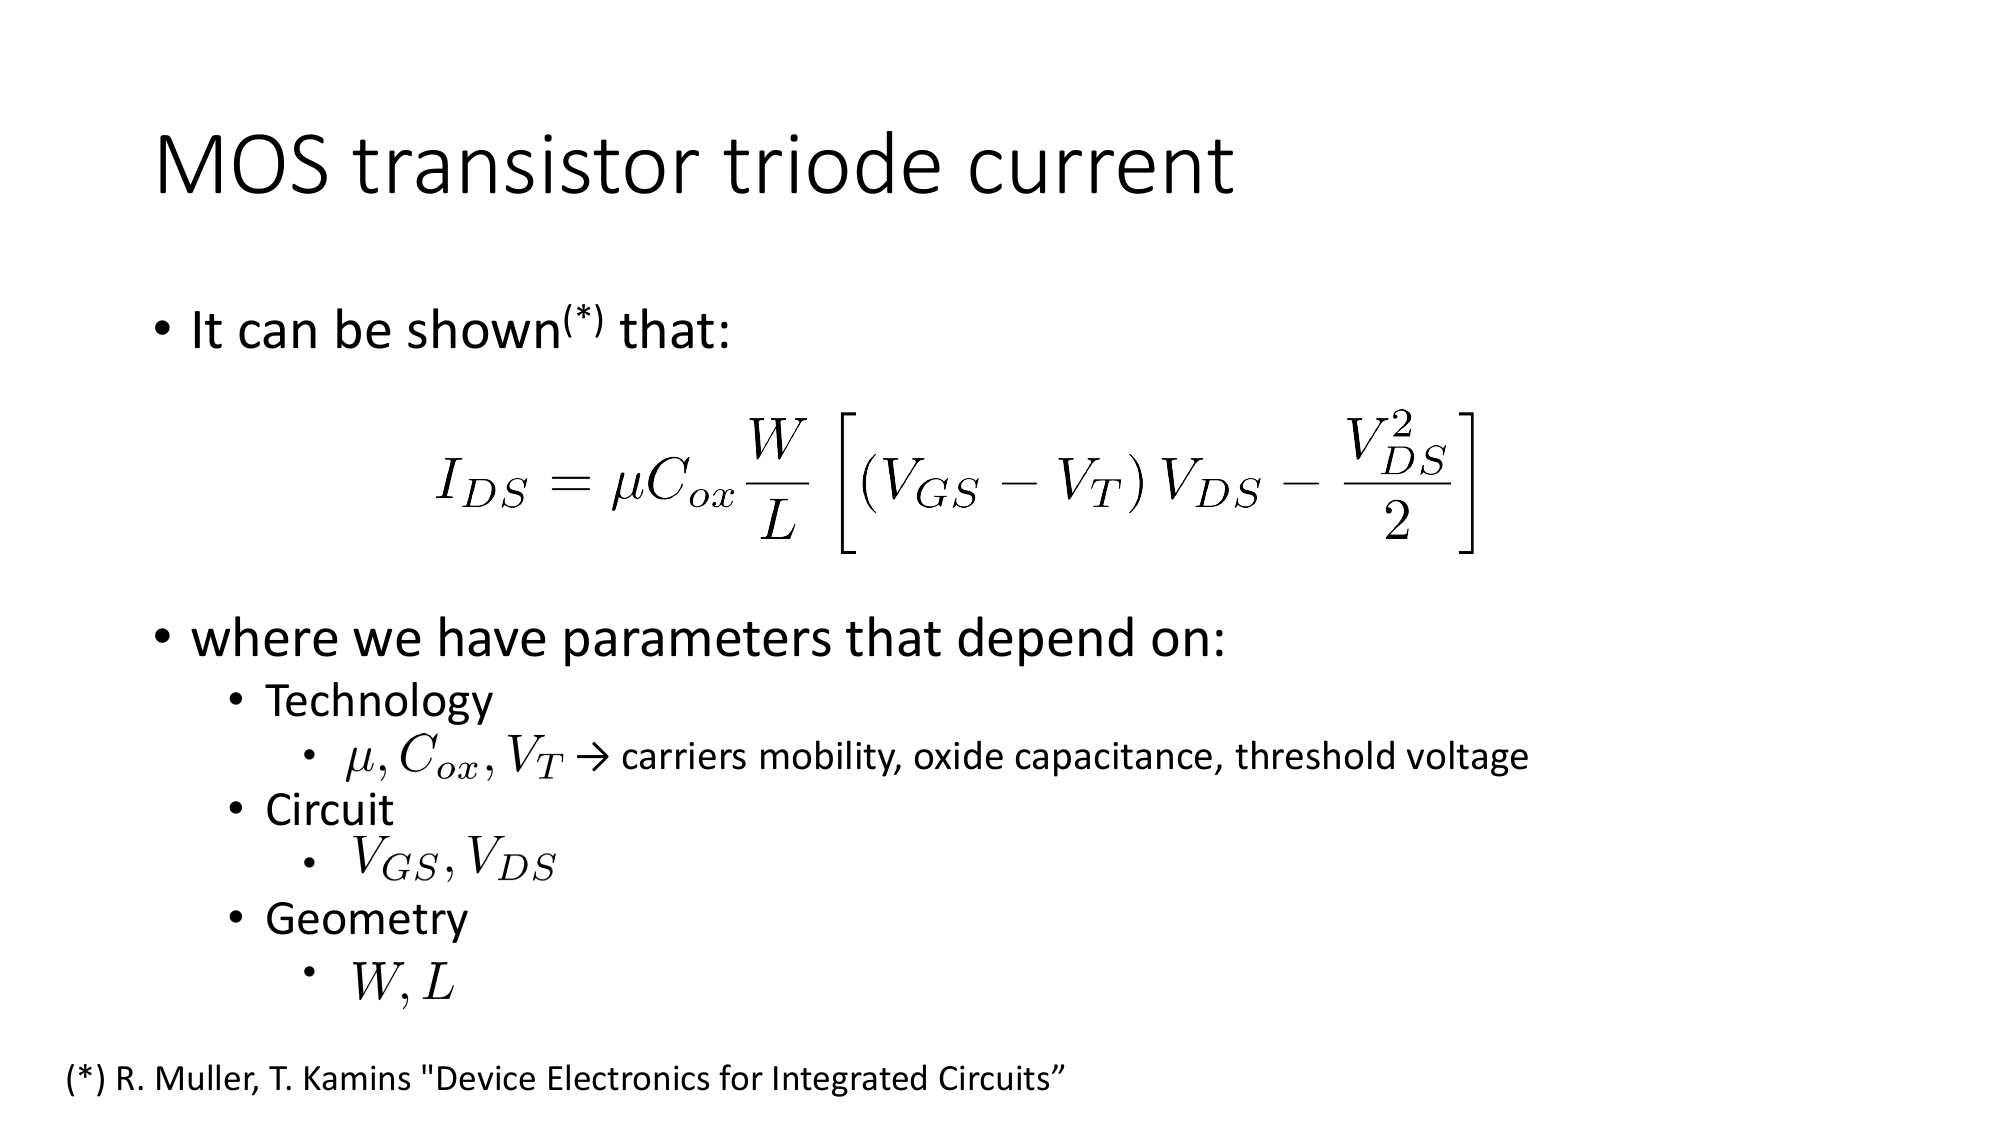 MOS transistor triode current
• It can be shown(*) that:
$I_{DS} = \mu C_{ox} \frac{W}{L} \left[ (V_{GS} - V_T) V_{DS} - \frac{V_{DS}^2}{2} \right]$
• where we have parameters that depend on:
• Technology
• $\mu, C_{ox}, V_T$ → carriers mobility, oxide capacitance, threshold voltage
• Circuit
• $V_{GS}, V_{DS}$
• Geometry
• $W, L$
(*) R. Muller, T. Kamins "Device Electronics for Integrated Circuits”